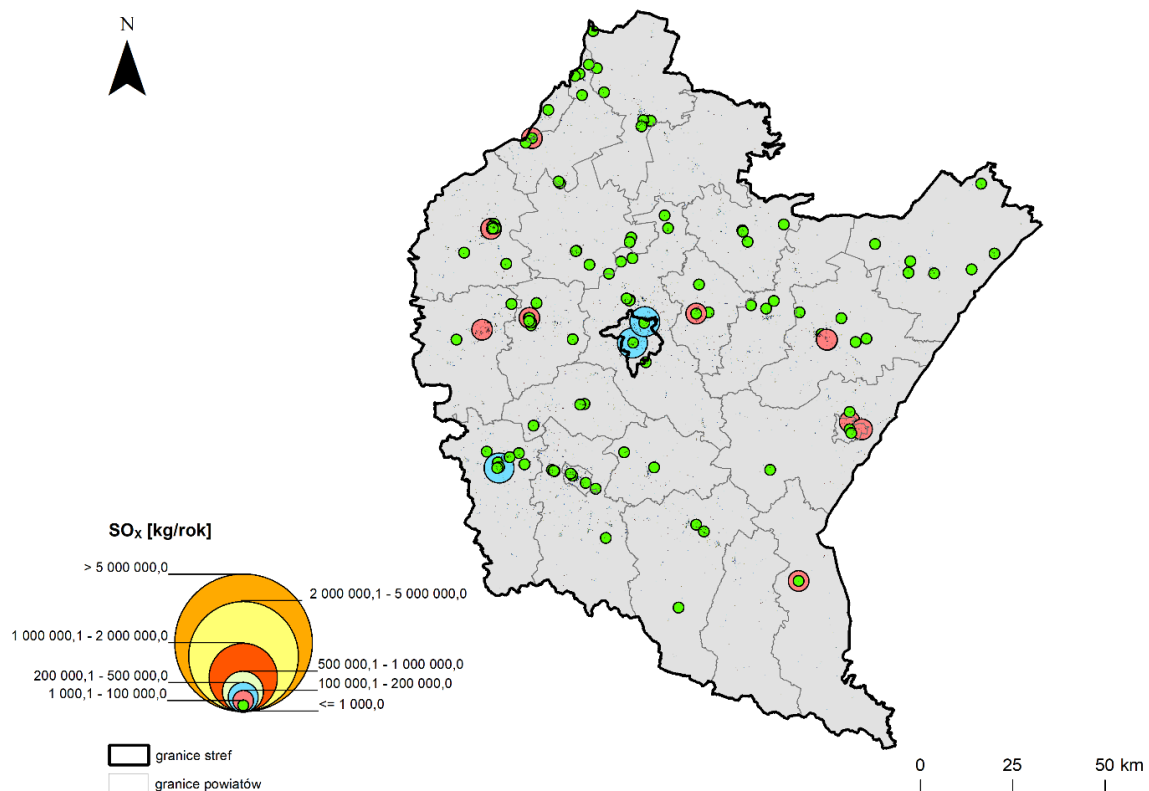 N
SOₓ [kg/rok]
> 5 000 000,0
2 000 000,1 - 5 000 000,0
1 000 000,1 - 2 000 000,0
500 000,1 - 1 000 000,0
200 000,1 - 500 000,0
100 000,1 - 200 000,0
1 000,1 - 100 000,0
<= 1 000,0
granice stref
granice powiatów
0 25 50 km